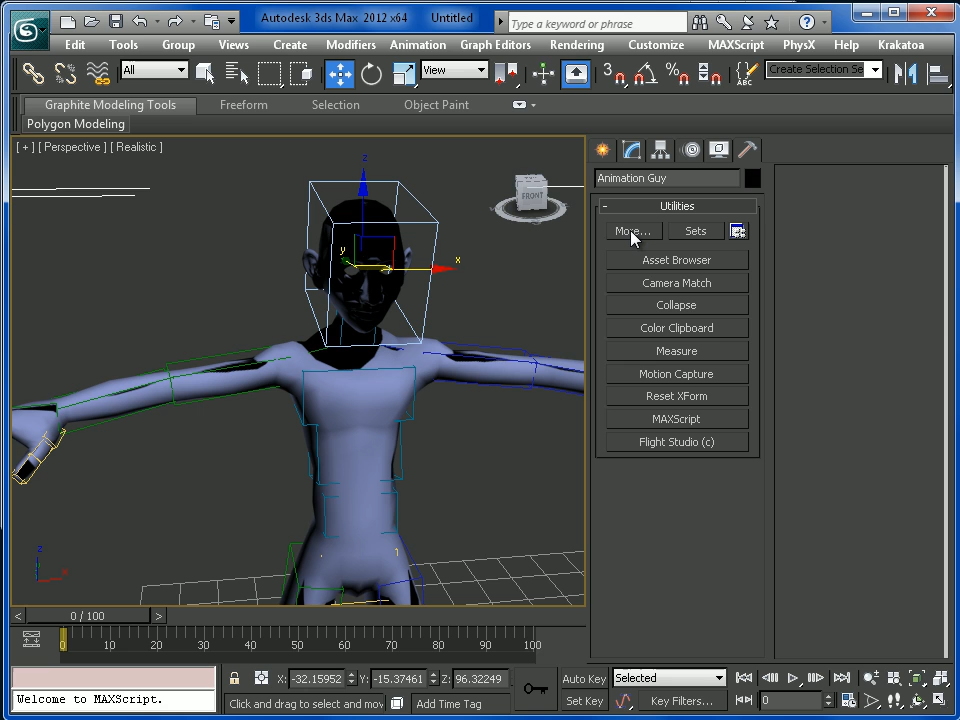 Autodesk 3ds Max 2012 x64 Untitled
Type a keyword or phrase
Edit Tools Group Views Create Modifiers Animation Graph Editors Rendering Customize MAXScript PhysX Help Krakatoa
All View 3 ABC Create Selection Se
Graphite Modeling Tools Freeform Selection Object Paint
Polygon Modeling
[ + ] [ Perspective ] [ Realistic ]
z
y
x
FRONT
Animation Guy
- Utilities
More... Sets
Asset Browser
Camera Match
Collapse
Color Clipboard
Measure
Motion Capture
Reset XForm
MAXScript
Flight Studio (c)
z
x
< 0 / 100 >
0 10 20 30 40 50 60 70 80 90 100
X: -32.15952 Y: -15.37461 Z: 96.32249 Auto Key Selected
Welcome to MAXScript. Click and drag to select and mov Add Time Tag Set Key Key Filters... 0